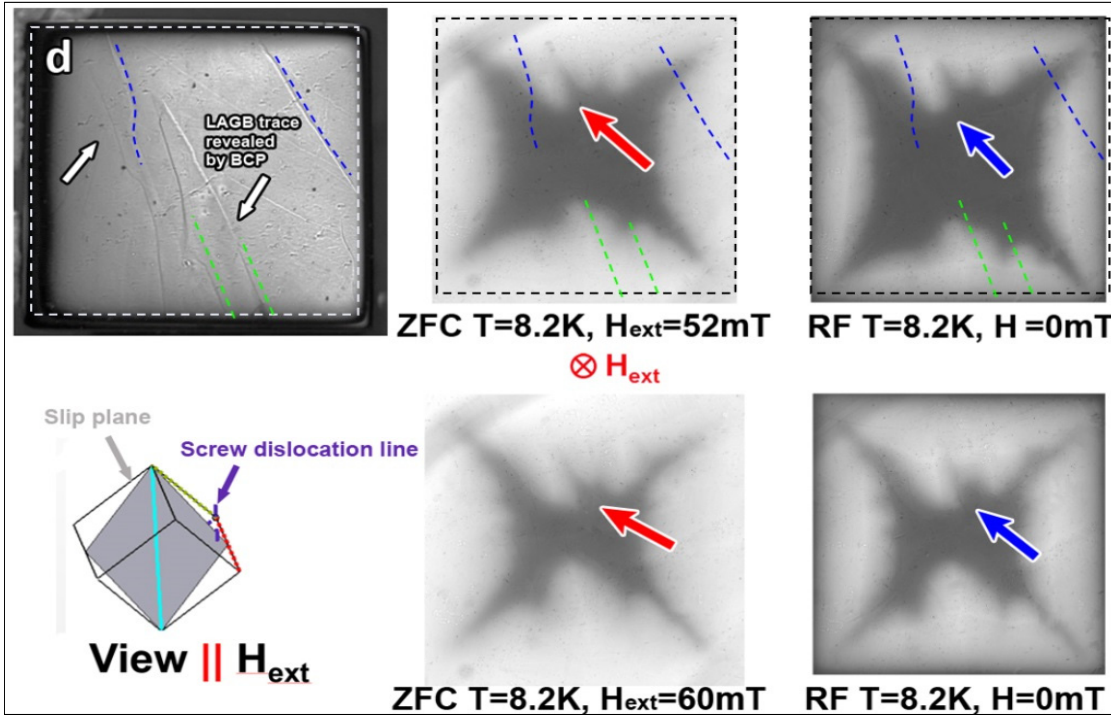 d
LAGB trace
revealed
by BCP
ZFC T=8.2K, Hext=52mT
RF T=8.2K, H =0mT
⊗ Hext
Slip plane
Screw dislocation line
View || Hext
ZFC T=8.2K, Hext=60mT
RF T=8.2K, H=0mT